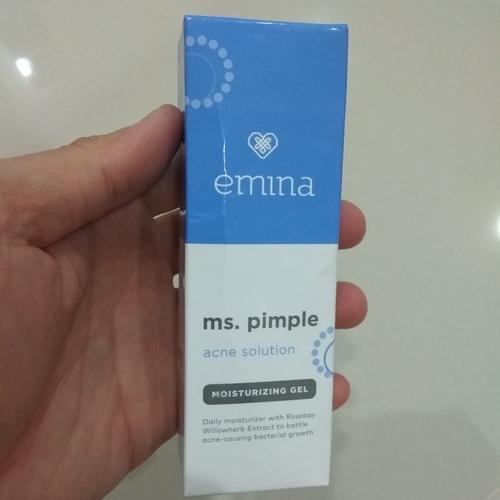 emina
ms. pimple
acne solution
MOISTURIZING GEL
Daily moisturizer with Rosebay
Willowherb Extract to battle
acne-causing bacterial growth